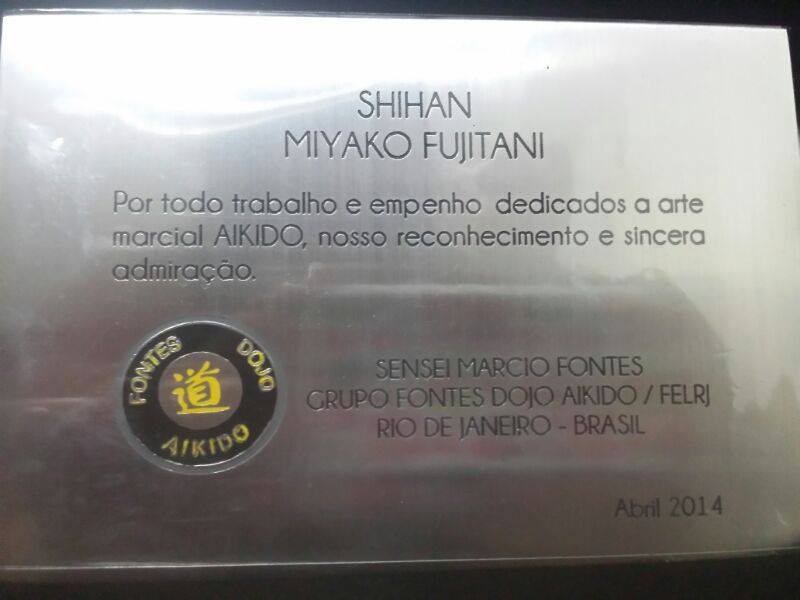 SHIHAN
MIYAKO FUJITANI
Por todo trabalho e empenho dedicados a arte
marcial AIKIDO, nosso reconhecimento e sincera
admiração.
FONTES DOJO
道
AIKIDO
SENSEI MARCIO FONTES
GRUPO FONTES DOJO AIKIDO / FELRJ
RIO DE JANEIRO - BRASIL
Abril 2014